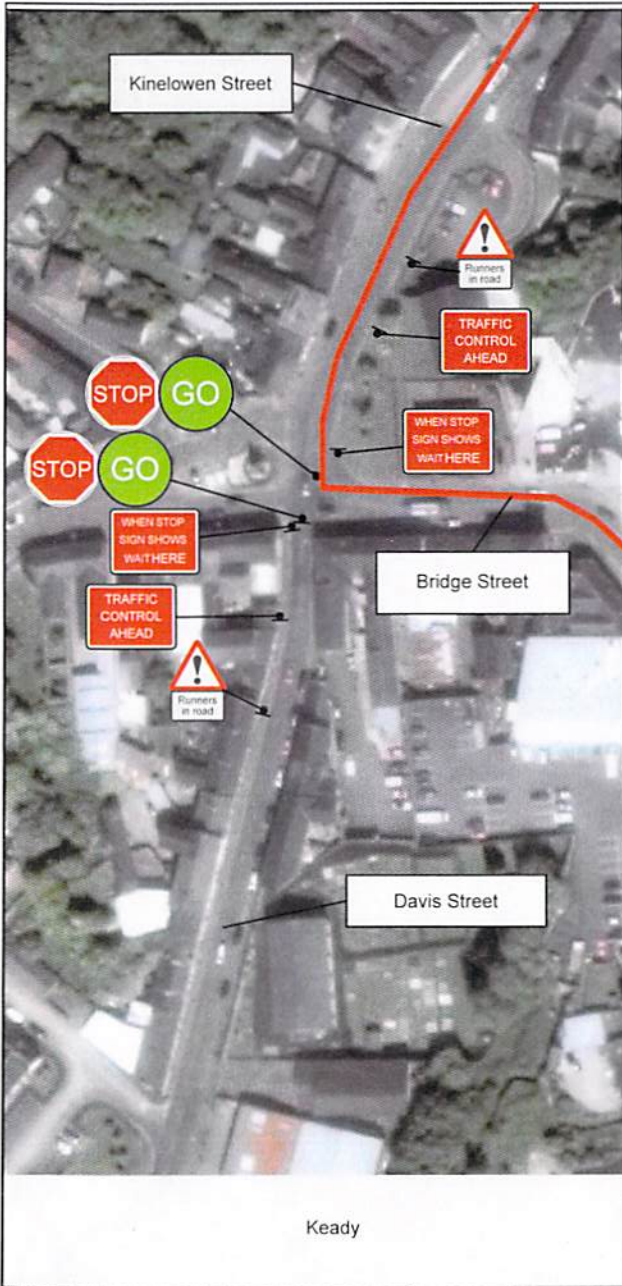 Kinelowen Street
Runners
in road
TRAFFIC
CONTROL
AHEAD
STOP
GO
WHEN STOP
SIGN SHOWS
WAIT HERE
STOP
GO
WHEN STOP
SIGN SHOWS
WAIT HERE
Bridge Street
TRAFFIC
CONTROL
AHEAD
Runners
in road
Davis Street
Keady